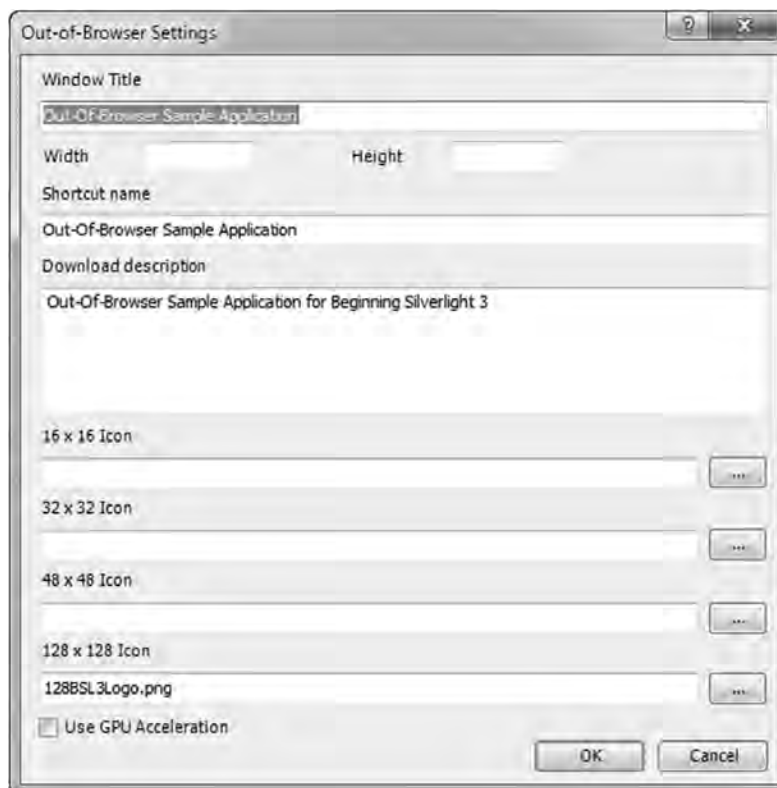 Out-of-Browser Settings
?
Window Title
Out-Of-Browser Sample Application
Width Height
Shortcut name
Out-Of-Browser Sample Application
Download description
Out-Of-Browser Sample Application for Beginning Silverlight 3
16 x 16 Icon
...
32 x 32 Icon
...
48 x 48 Icon
...
128 x 128 Icon
128BSL3Logo.png ...
Use GPU Acceleration
OK Cancel